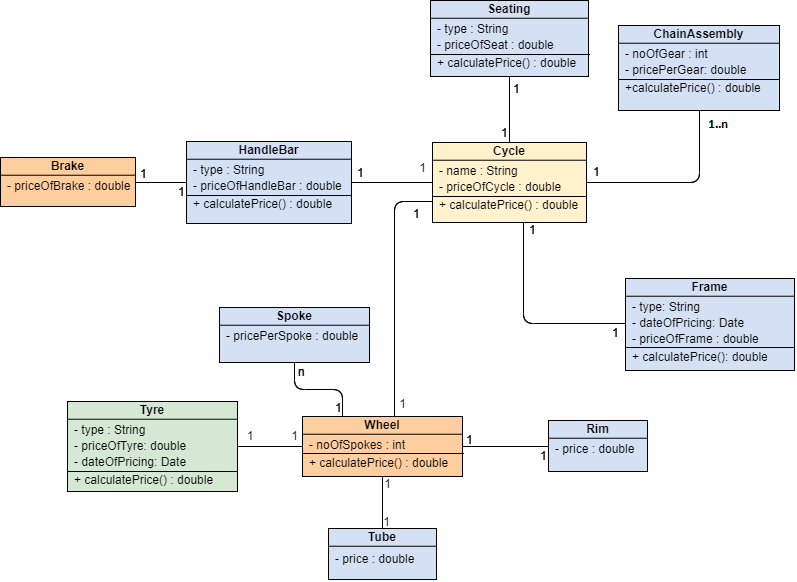 Seating
- type : String
- priceOfSeat : double
+ calculatePrice() : double
1
1
ChainAssembly
- noOfGear : int
- pricePerGear: double
+calculatePrice() : double
1..n
1
Cycle
- name : String
- priceOfCycle : double
+ calculatePrice() : double
1
1
HandleBar
- type : String
- priceOfHandleBar : double
+ calculatePrice() : double
1
1
Brake
- priceOfBrake : double
1
1
Frame
- type: String
- dateOfPricing: Date
- priceOfFrame : double
+ calculatePrice(): double
1
1
Spoke
- pricePerSpoke : double
n
1
1
Tyre
- type : String
- priceOfTyre: double
- dateOfPricing: Date
+ calculatePrice() : double
1
1
Wheel
- noOfSpokes : int
+ calculatePrice() : double
1
1
Rim
- price : double
1
1
Tube
- price : double